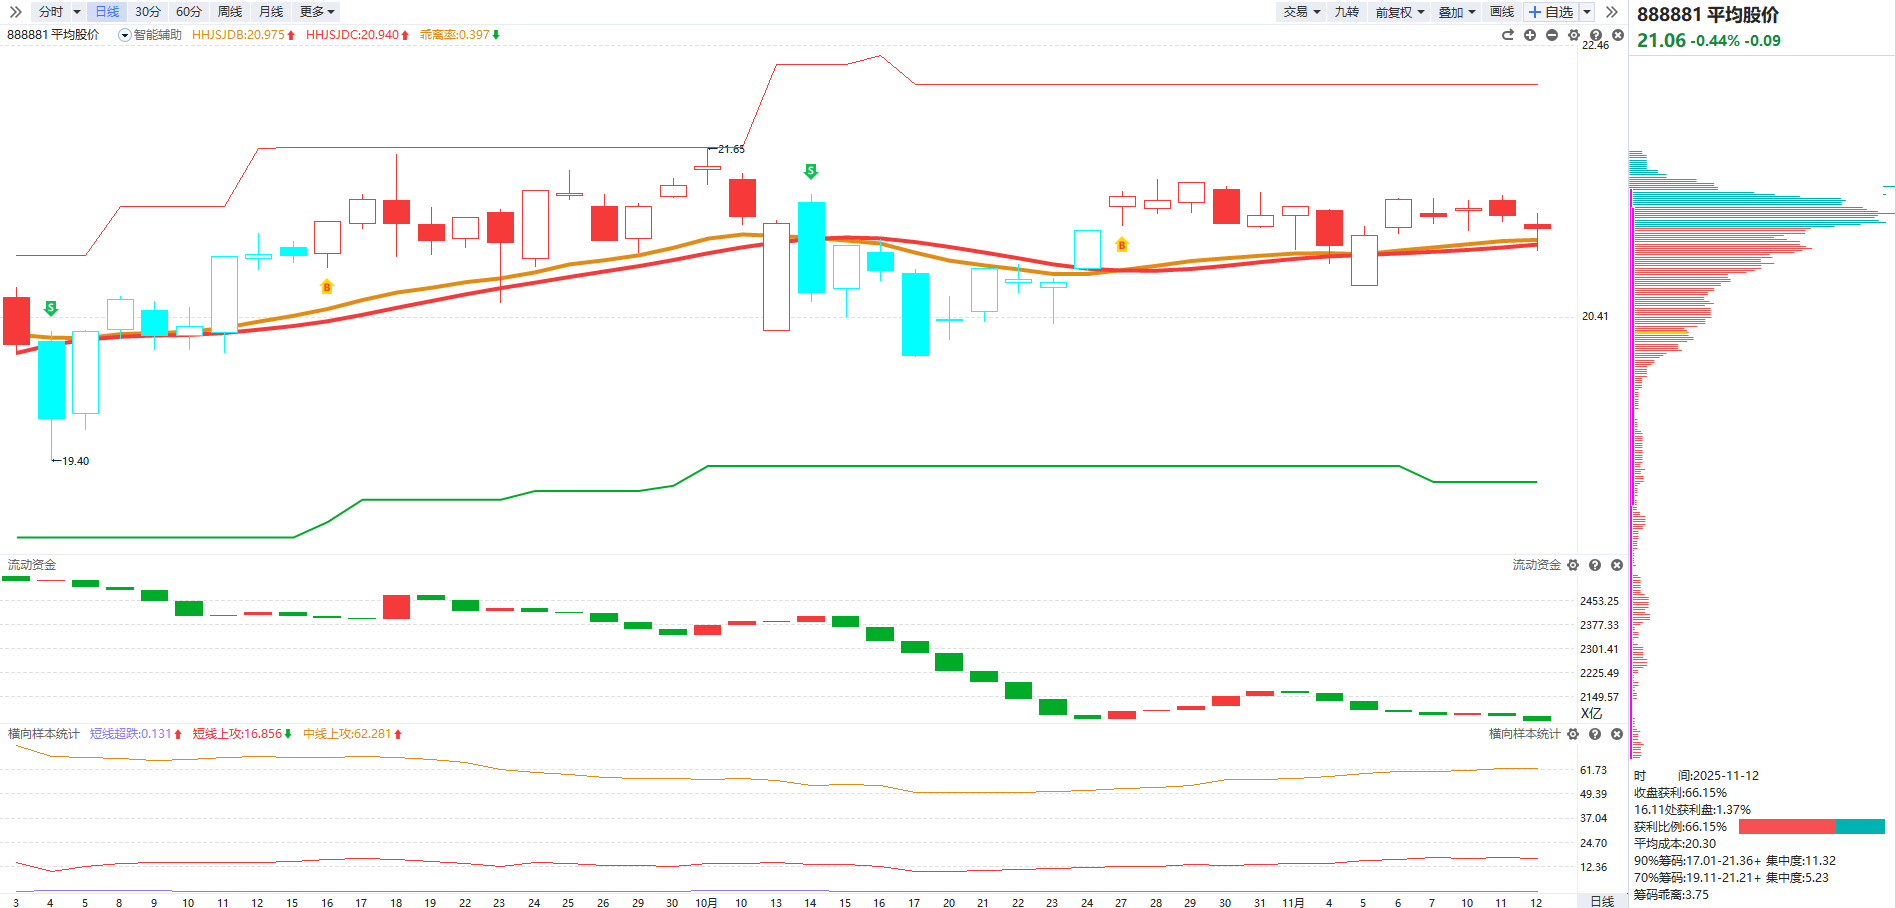 分时 日线 30分 60分 周线 月线 更多 交易 九转 前复权 叠加 画线 自选
888881 平均股价
21.06 -0.44% -0.09
888881 平均股价 智能辅助 HHJSJDB:20.975 HHJSJDC:20.940 乖离率:0.397
22.46
21.65
S
S
B
B
20.41
19.40
流动资金 流动资金
2453.25
2377.33
2301.41
2225.49
2149.57
X亿
横向样本统计 短线超跌:0.131 短线上攻:16.856 中线上攻:62.281 横向样本统计
61.73
49.39
37.04
24.70
12.36
3 4 5 8 9 10 11 12 15 16 17 18 19 22 23 24 25 26 29 30 10月 10 13 14 15 16 17 20 21 22 23 24 27 28 29 30 31 11月 4 5 6 7 10 11 12 日线
时 间:2025-11-12
收盘获利:66.15%
16.11处获利盘:1.37%
获利比例:66.15%
平均成本:20.30
90%筹码:17.01-21.36+ 集中度:11.32
70%筹码:19.11-21.21+ 集中度:5.23
筹码乖离:3.75